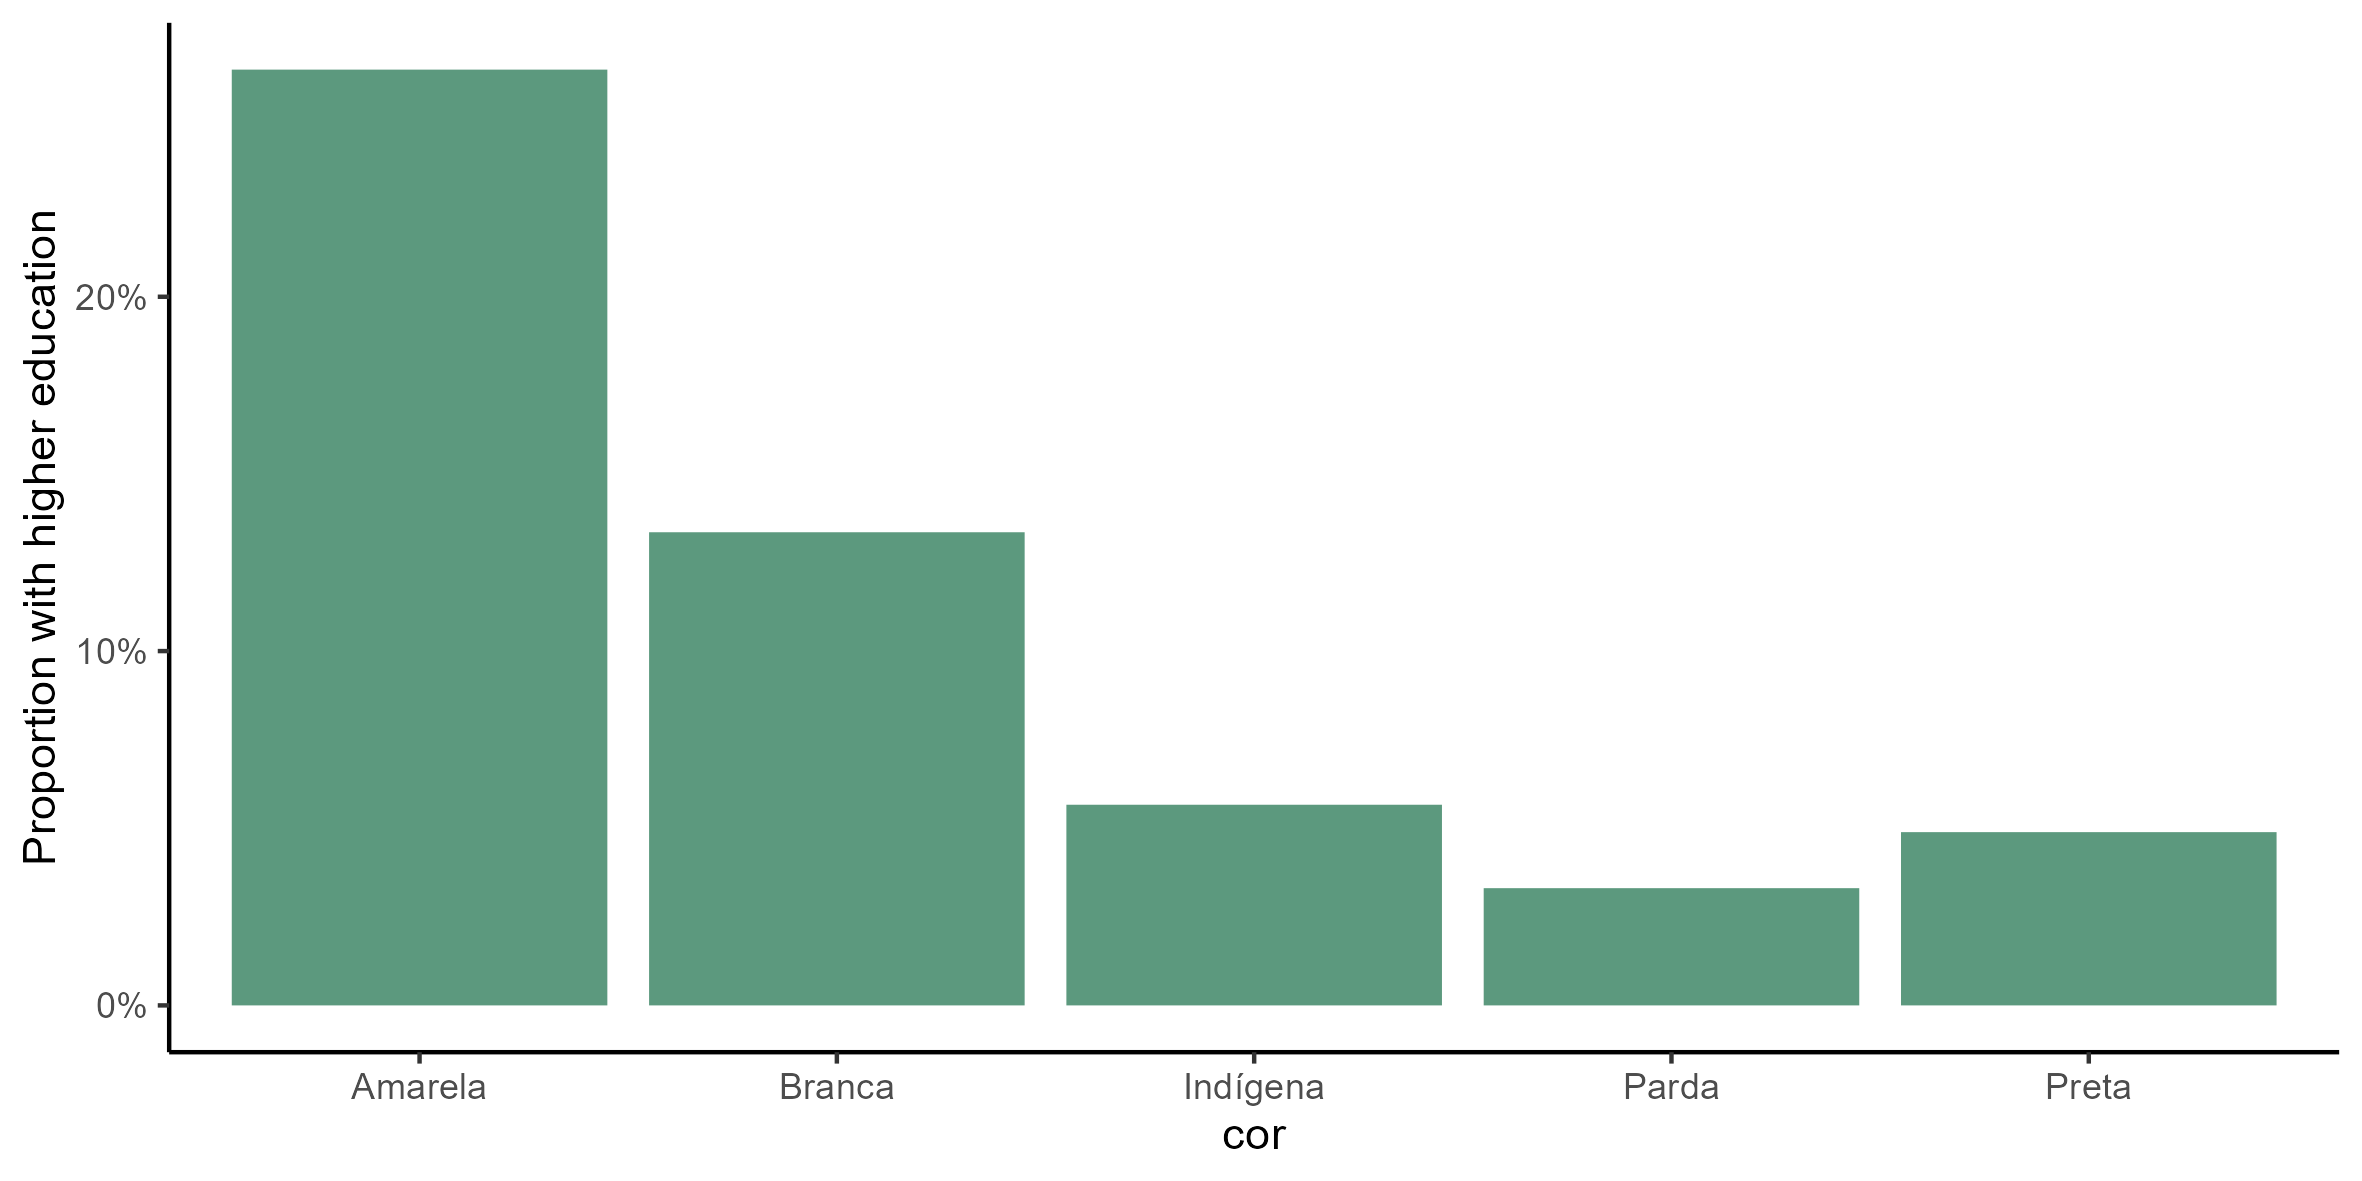 Proportion with higher education
20%
10%
0%
Amarela
Branca
Indígena
Parda
Preta
cor